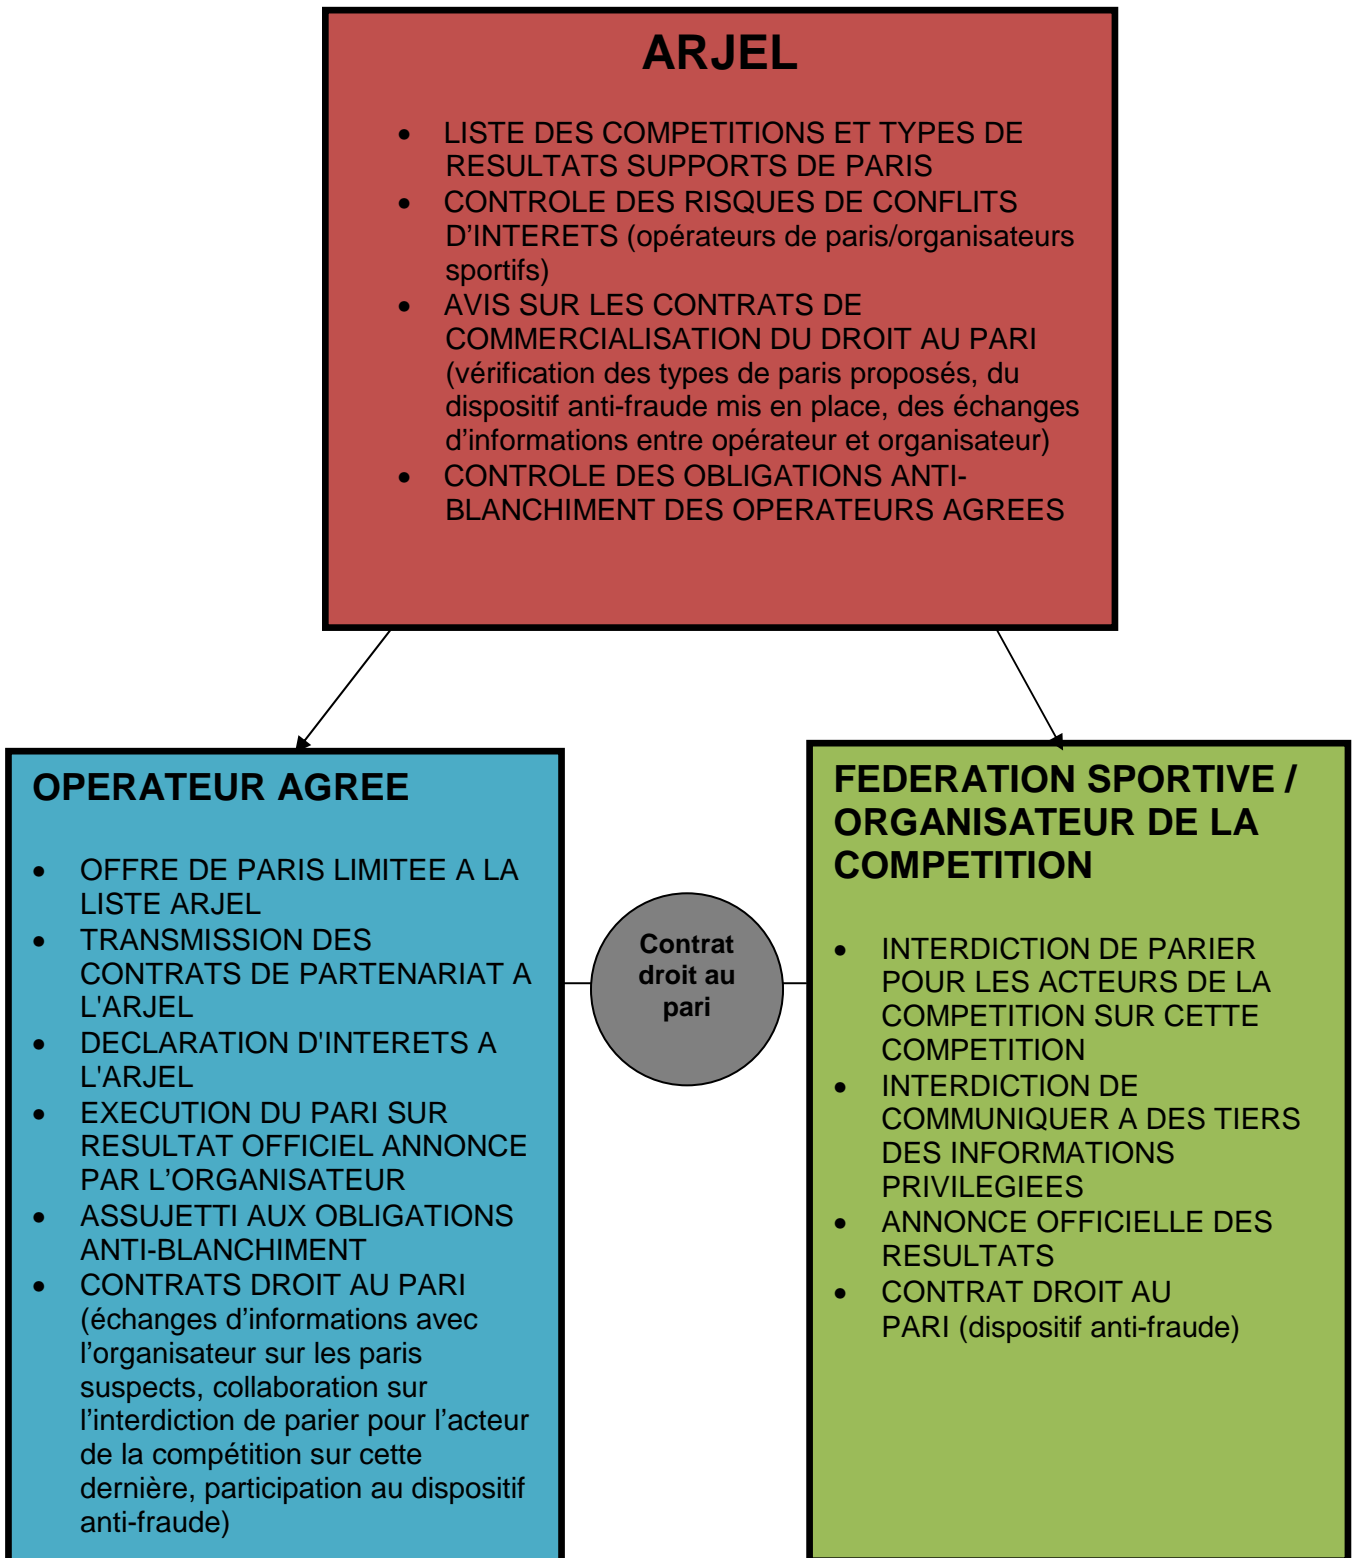 ARJEL
• LISTE DES COMPETITIONS ET TYPES DE
RESULTATS SUPPORTS DE PARIS
• CONTROLE DES RISQUES DE CONFLITS
D’INTERETS (opérateurs de paris/organisateurs
sportifs)
• AVIS SUR LES CONTRATS DE
COMMERCIALISATION DU DROIT AU PARI
(vérification des types de paris proposés, du
dispositif anti-fraude mis en place, des échanges
d’informations entre opérateur et organisateur)
• CONTROLE DES OBLIGATIONS ANTI-
BLANCHIMENT DES OPERATEURS AGREES
OPERATEUR AGREE
• OFFRE DE PARIS LIMITEE A LA
LISTE ARJEL
• TRANSMISSION DES
CONTRATS DE PARTENARIAT A
L'ARJEL
• DECLARATION D'INTERETS A
L'ARJEL
• EXECUTION DU PARI SUR
RESULTAT OFFICIEL ANNONCE
PAR L’ORGANISATEUR
• ASSUJETTI AUX OBLIGATIONS
ANTI-BLANCHIMENT
• CONTRATS DROIT AU PARI
(échanges d’informations avec
l’organisateur sur les paris
suspects, collaboration sur
l’interdiction de parier pour l’acteur
de la compétition sur cette
dernière, participation au dispositif
anti-fraude)
Contrat
droit au
pari
FEDERATION SPORTIVE /
ORGANISATEUR DE LA
COMPETITION
• INTERDICTION DE PARIER
POUR LES ACTEURS DE LA
COMPETITION SUR CETTE
COMPETITION
• INTERDICTION DE
COMMUNIQUER A DES TIERS
DES INFORMATIONS
PRIVILEGIEES
• ANNONCE OFFICIELLE DES
RESULTATS
• CONTRAT DROIT AU
PARI (dispositif anti-fraude)